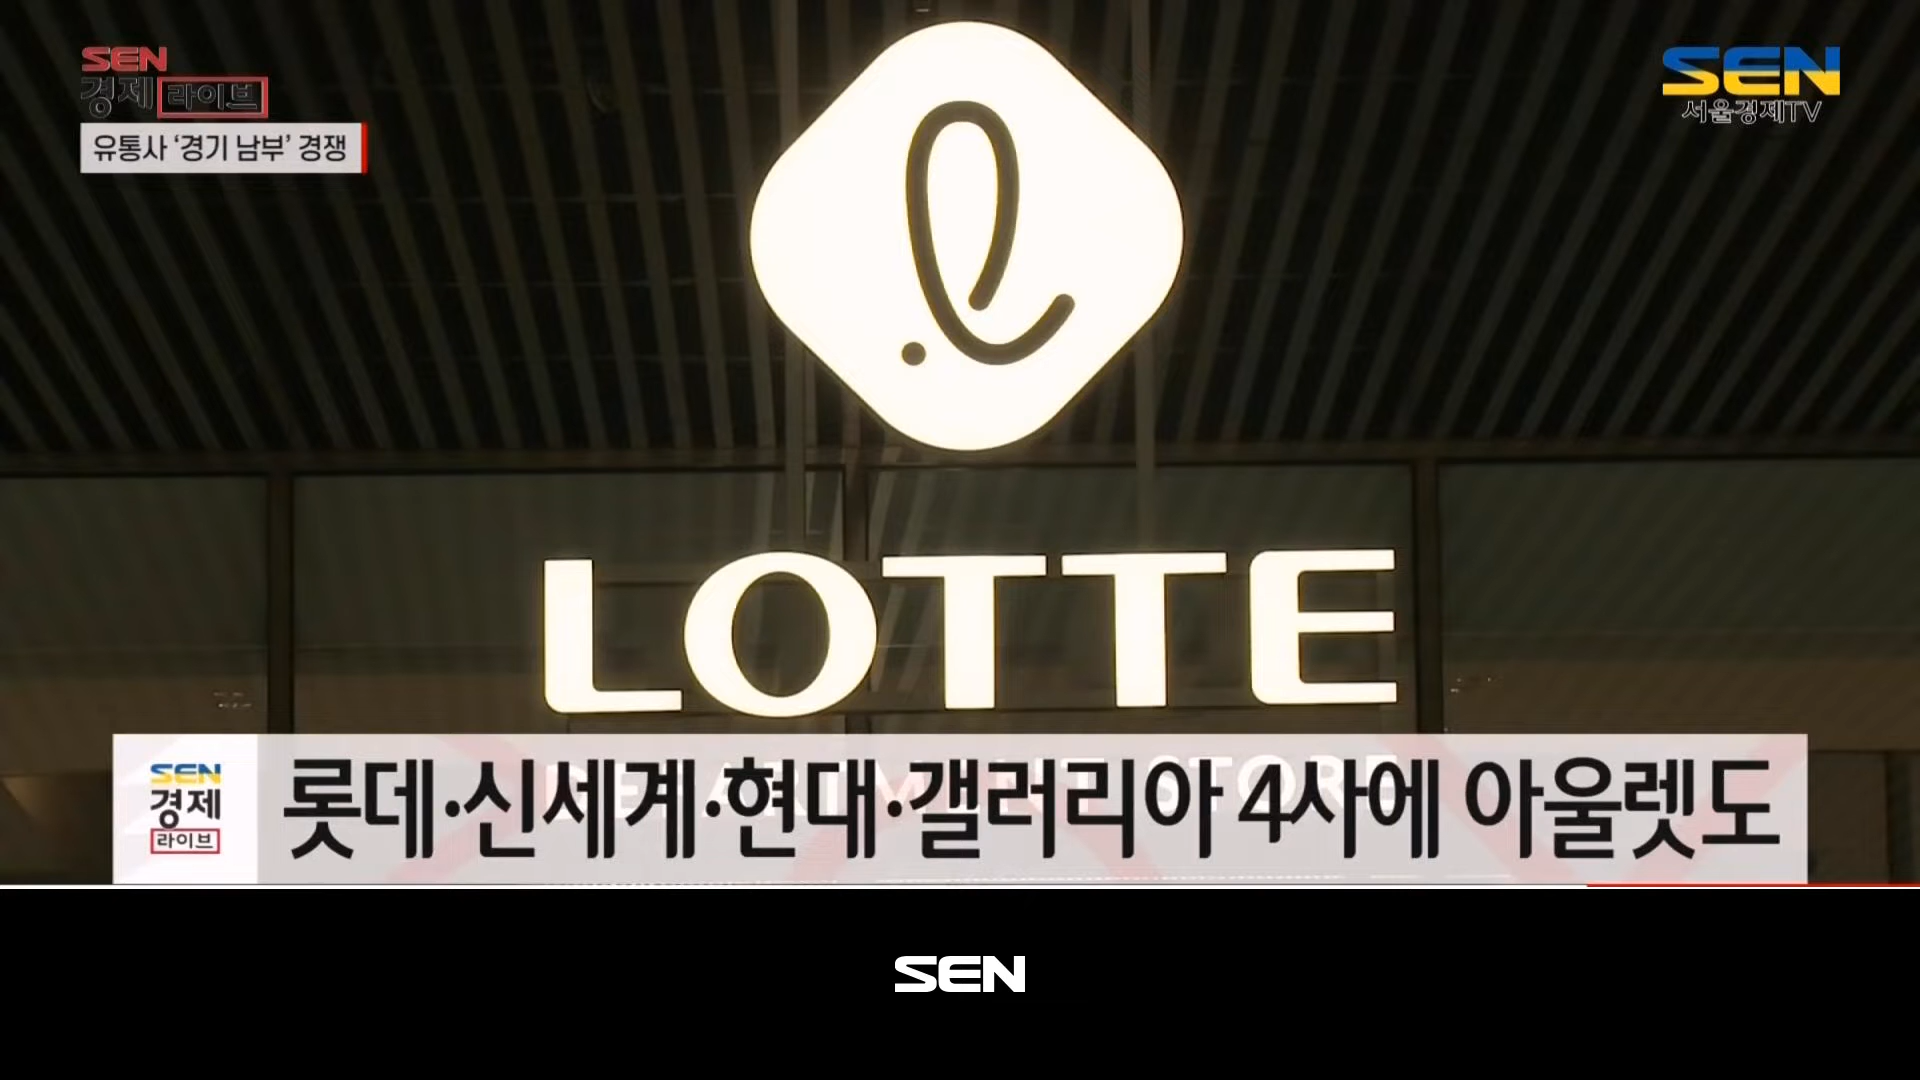 SEN
경제 라이브
유통사 ‘경기 남부’ 경쟁
SEN
서울경제TV
LOTTE
DEPARTMENT STORE
SEN
경제
라이브
롯데·신세계·현대·갤러리아 4사에 아울렛도
SEN